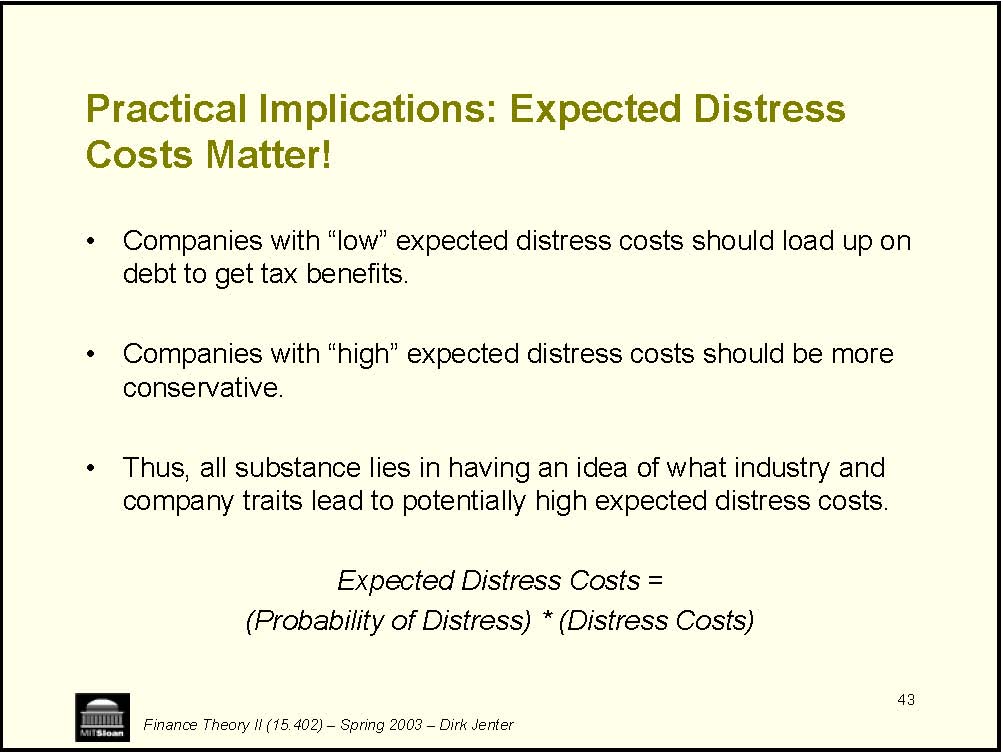 Practical Implications: Expected Distress
Costs Matter!
• Companies with “low” expected distress costs should load up on
debt to get tax benefits.
• Companies with “high” expected distress costs should be more
conservative.
• Thus, all substance lies in having an idea of what industry and
company traits lead to potentially high expected distress costs.
Expected Distress Costs =
(Probability of Distress) * (Distress Costs)
43
MITSloan
Finance Theory II (15.402) – Spring 2003 – Dirk Jenter